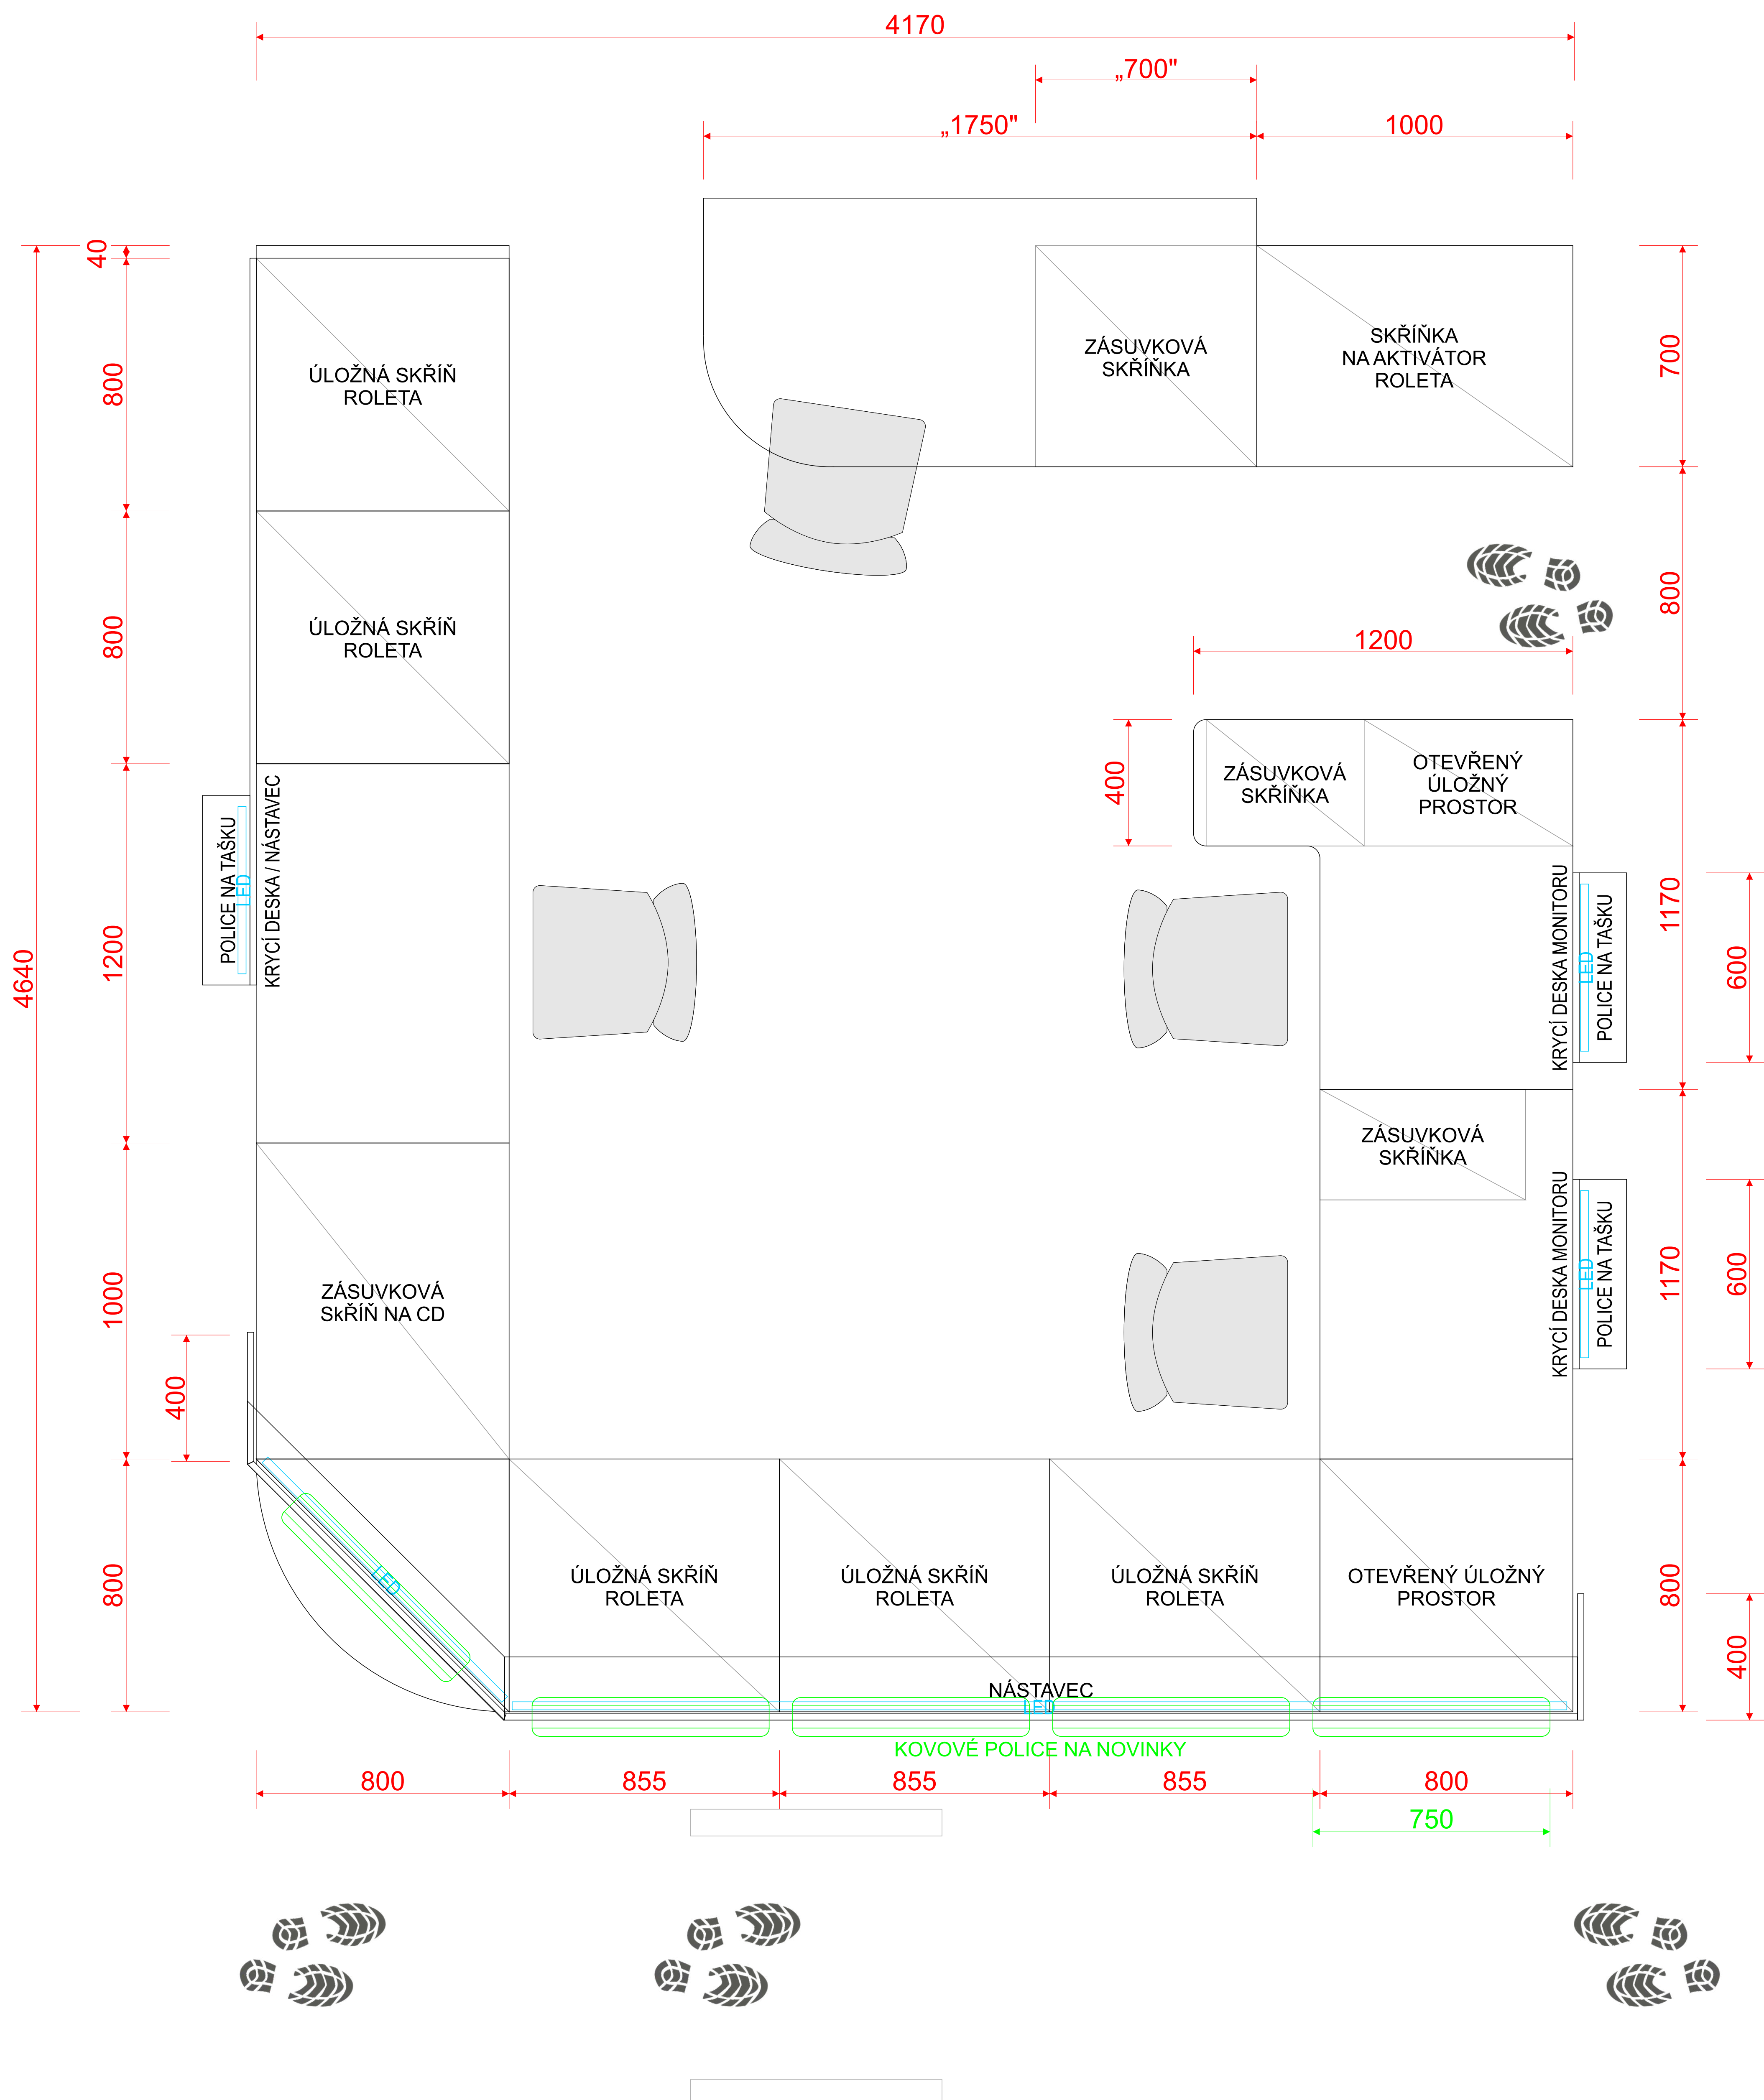 4170
„700"
„1750"
1000
40
800
800
1200
1000
800
4640
400
ÚLOŽNÁ SKŘÍŇ
ROLETA
ÚLOŽNÁ SKŘÍŇ
ROLETA
ZÁSUVKOVÁ
SKŘÍŇKA
SKŘÍŇKA
NA AKTIVÁTOR
ROLETA
700
800
1200
400
ZÁSUVKOVÁ
SKŘÍŇKA
OTEVŘENÝ
ÚLOŽNÝ
PROSTOR
POLICE NA TAŠKU
LED
KRYCÍ DESKA / NÁSTAVEC
KRYCÍ DESKA MONITORU
LED
POLICE NA TAŠKU
1170
600
ZÁSUVKOVÁ
SKŘÍŇKA
KRYCÍ DESKA MONITORU
LED
POLICE NA TAŠKU
1170
600
ZÁSUVKOVÁ
SkŘÍŇ NA CD
LED
ÚLOŽNÁ SKŘÍŇ
ROLETA
ÚLOŽNÁ SKŘÍŇ
ROLETA
ÚLOŽNÁ SKŘÍŇ
ROLETA
OTEVŘENÝ ÚLOŽNÝ
PROSTOR
800
400
NÁSTAVEC
LED
KOVOVÉ POLICE NA NOVINKY
800
855
855
855
800
750